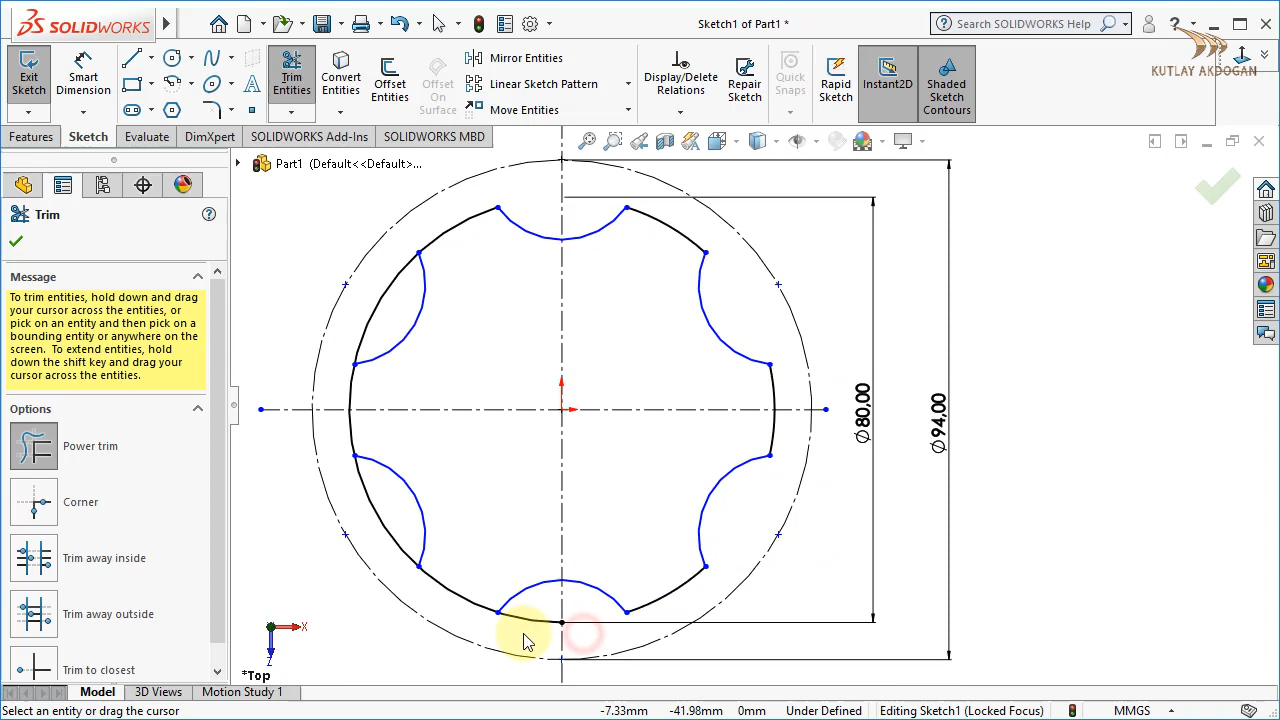 SOLIDWORKS
Sketch1 of Part1 *
Search SOLIDWORKS Help
KUTLAY AKDOGAN
Exit Sketch
Smart Dimension
Trim Entities
Convert Entities
Offset Entities
Offset On Surface
Mirror Entities
Linear Sketch Pattern
Move Entities
Display/Delete Relations
Repair Sketch
Quick Snaps
Rapid Sketch
Instant2D
Shaded Sketch Contours
Features
Sketch
Evaluate
DimXpert
SOLIDWORKS Add-Ins
SOLIDWORKS MBD
Part1 (Default<<Default>...
Trim
Message
To trim entities, hold down and drag
your cursor across the entities, or
pick on an entity and then pick on a
bounding entity or anywhere on the
screen. To extend entities, hold
down the shift key and drag your
cursor across the entities.
Options
Power trim
Corner
Trim away inside
Trim away outside
Trim to closest
Ø80,00
Ø94,00
X
Z
*Top
Model
3D Views
Motion Study 1
Select an entity or drag the cursor
-7.33mm
-41.98mm
0mm
Under Defined
Editing Sketch1 (Locked Focus)
MMGS